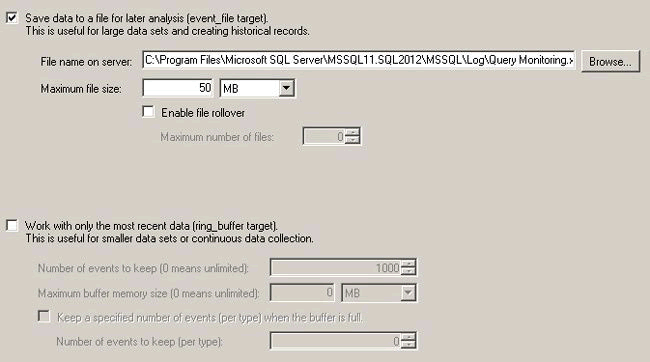 Save data to a file for later analysis (event_file target).
This is useful for large data sets and creating historical records.
File name on server: C:\Program Files\Microsoft SQL Server\MSSQL11.SQL2012\MSSQL\Log\Query Monitoring.x Browse...
Maximum file size: 50 MB
Enable file rollover
Maximum number of files: 0
Work with only the most recent data (ring_buffer target).
This is useful for smaller data sets or continuous data collection.
Number of events to keep (0 means unlimited): 1000
Maximum buffer memory size (0 means unlimited): 0 MB
Keep a specified number of events (per type) when the buffer is full.
Number of events to keep (per type): 0